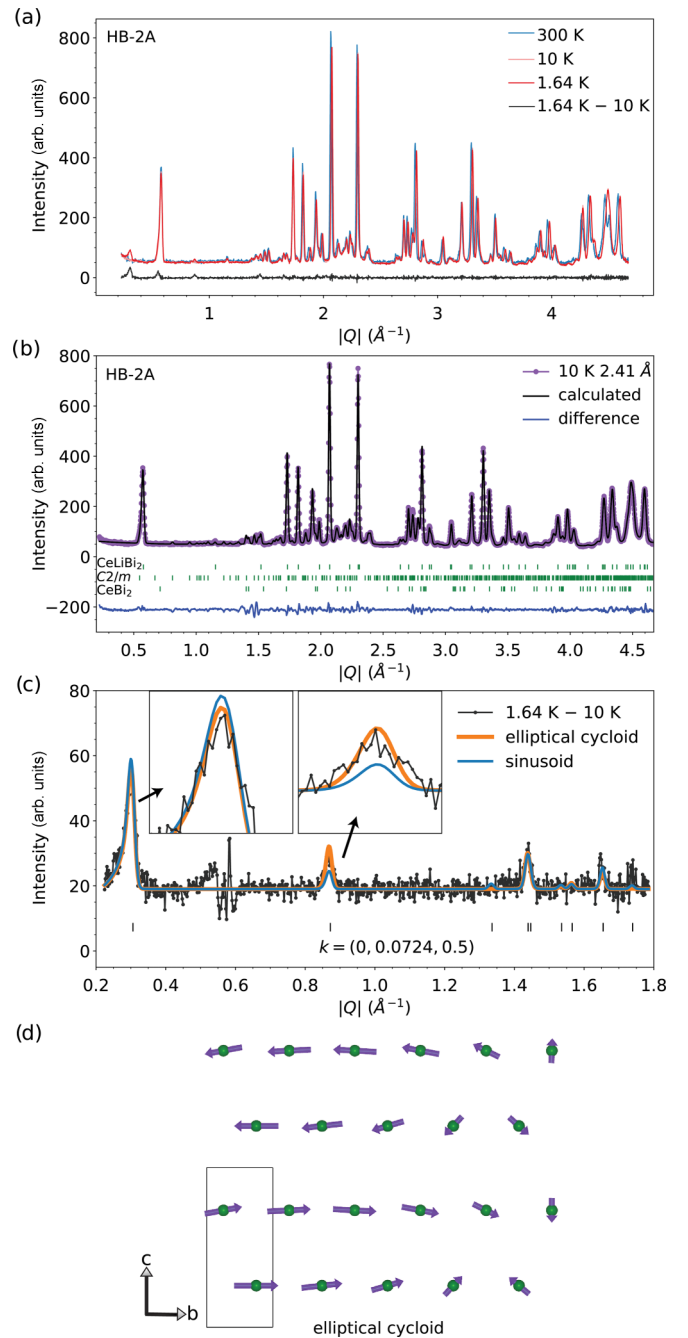 (a)
HB-2A
300 K
10 K
1.64 K
1.64 K − 10 K
800
600
400
200
0
Intensity (arb. units)
1 2 3 4
|Q| (Å⁻¹)
(b)
HB-2A
10 K 2.41 Å
calculated
difference
800
600
400
200
0
−200
Intensity (arb. units)
CeLiBi₂
C2/m
CeBi₂
0.5 1.0 1.5 2.0 2.5 3.0 3.5 4.0 4.5
|Q| (Å⁻¹)
(c)
1.64 K − 10 K
elliptical cycloid
sinusoid
80
60
40
20
0
Intensity (arb. units)
k = (0, 0.0724, 0.5)
0.2 0.4 0.6 0.8 1.0 1.2 1.4 1.6 1.8
|Q| (Å⁻¹)
(d)
c
b
elliptical cycloid